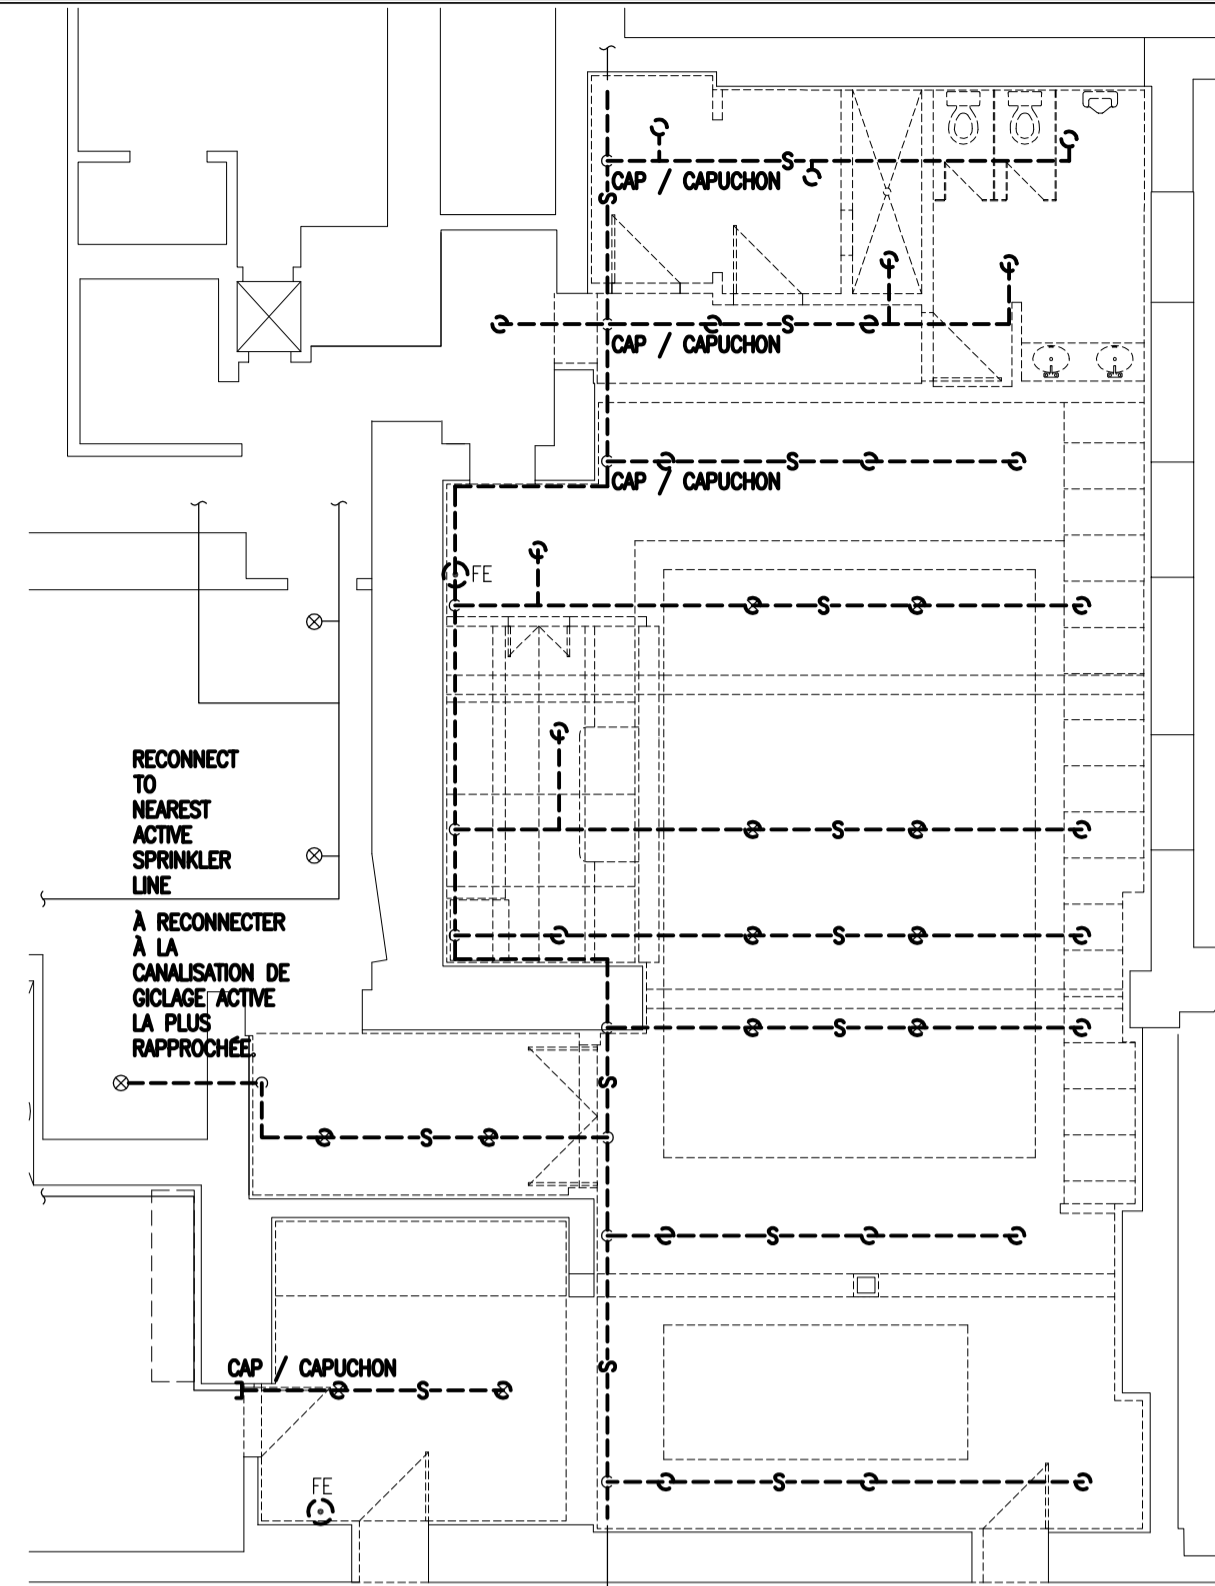 S
CAP / CAPUCHON
S
S
CAP / CAPUCHON
S
CAP / CAPUCHON
FE
S
RECONNECT
TO
NEAREST
ACTIVE
SPRINKLER
LINE
S
À RECONNECTER
À LA
CANALISATION DE
GICLAGE ACTIVE
LA PLUS
RAPPROCHÉE.
S
S
S
S
S
S
CAP / CAPUCHON
S
S
FE